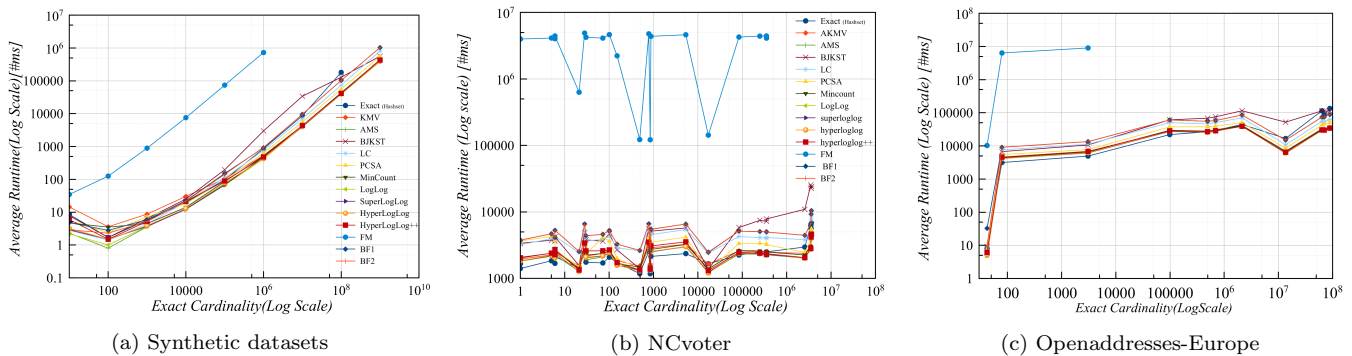 Average Runtime(Log Scale)[#ms]
10^6
100000
10000
1000
100
10
1
0.1
100
10000
10^6
10^8
10^10
Exact Cardinality(Log Scale)
Exact (Hashset)
KMV
AMS
BJKST
LC
PCSA
MinCount
LogLog
SuperLogLog
HyperLogLog
HyperLogLog++
FM
BF1
BF2
(a) Synthetic datasets
Average Runtime (Log scale) [#ms]
10^8
10^6
100000
10000
1000
1
10
100
1000
10000
100000
10^6
10^7
10^8
Exact Cardinality(Log Scale)
Exact (Hashset)
AKMV
AMS
BJKST
LC
PCSA
Mincount
LogLog
superloglog
hyperloglog
hyperloglog++
FM
BF1
BF2
(b) NCvoter
Average Runtime (Log Scale) [#ms]
10^8
10^7
10^6
100000
10000
1000
100
10
1
100
1000
10000
100000
10^6
10^7
10^8
Exact Cardinality(LogScale)
(c) Openaddresses-Europe